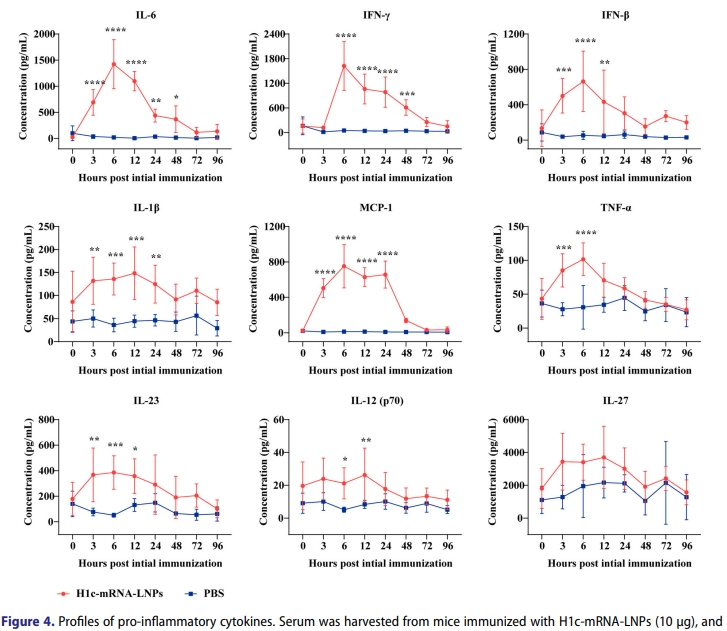 IL-6 IFN-γ IFN-β
2000 2400 1200
**** **** ****
1500 1800
**** **** **** 800 *** **
**** 1000 1200 ***
500 ** * 600 400
0 0 0
Concentration (pg/mL) Concentration (pg/mL) Concentration (pg/mL)
0 3 6 12 24 48 72 96 0 3 6 12 24 48 72 96 0 3 6 12 24 48 72 96
Hours post intial immunization Hours post intial immunization Hours post intial immunization
IL-1β MCP-1 TNF-α
250 1200 150
*** **** ****
200 ** *** ** 800 **** **** 100 ***
150 ****
100 400 50
50
0 0 0
Concentration (pg/mL) Concentration (pg/mL) Concentration (pg/mL)
0 3 6 12 24 48 72 96 0 3 6 12 24 48 72 96 0 3 6 12 24 48 72 96
Hours post intial immunization Hours post intial immunization Hours post intial immunization
IL-23 IL-12 (p70) IL-27
800 60 6000
600 ** *** * 40 * ** 4000
400
200 20 2000
0 0 0
Concentration (pg/mL) Concentration (pg/mL) Concentration (pg/mL)
0 3 6 12 24 48 72 96 0 3 6 12 24 48 72 96 0 3 6 12 24 48 72 96
Hours post intial immunization Hours post intial immunization Hours post intial immunization
H1c-mRNA-LNPs PBS
Figure 4. Profiles of pro-inflammatory cytokines. Serum was harvested from mice immunized with H1c-mRNA-LNPs (10 μg), and